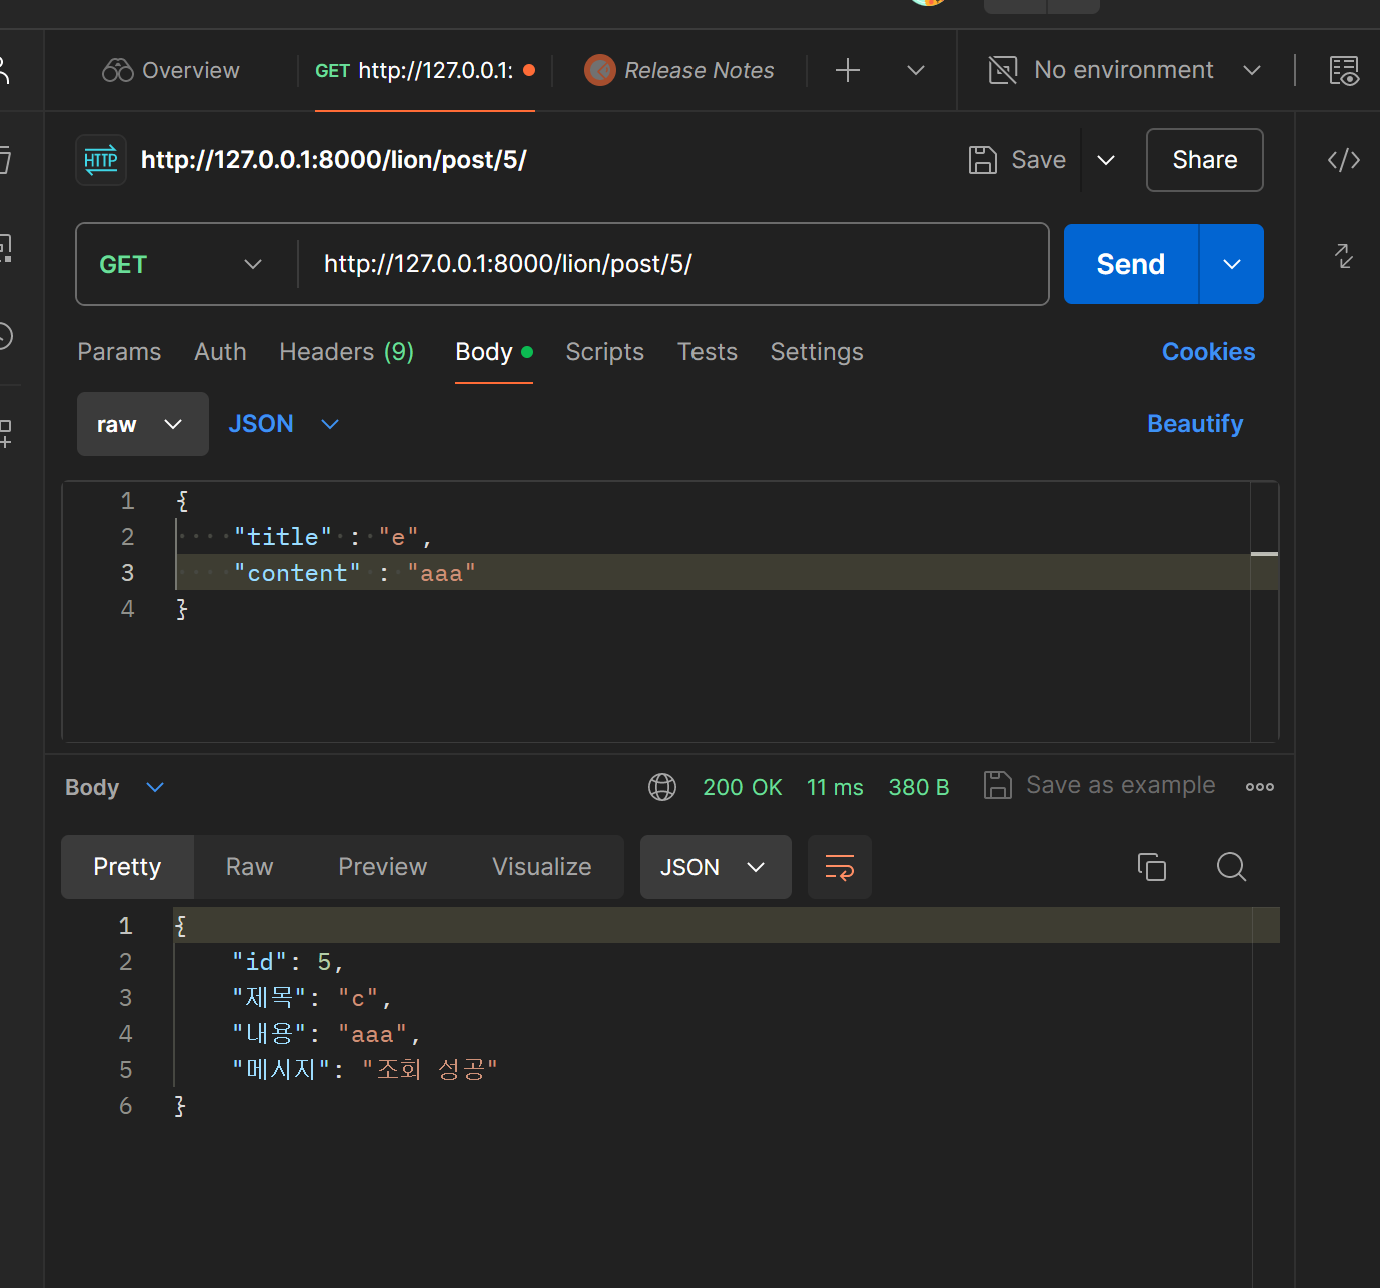 Overview
GET http://127.0.0.1:
Release Notes
No environment
HTTP http://127.0.0.1:8000/lion/post/5/
Save
Share
GET http://127.0.0.1:8000/lion/post/5/
Send
Params Auth Headers (9) Body Scripts Tests Settings Cookies
raw JSON Beautify
1 {
2 "title" : "e",
3 "content" : "aaa"
4 }
Body 200 OK 11 ms 380 B Save as example
Pretty Raw Preview Visualize JSON
1 {
2 "id": 5,
3 "제목": "c",
4 "내용": "aaa",
5 "메시지": "조회 성공"
6 }